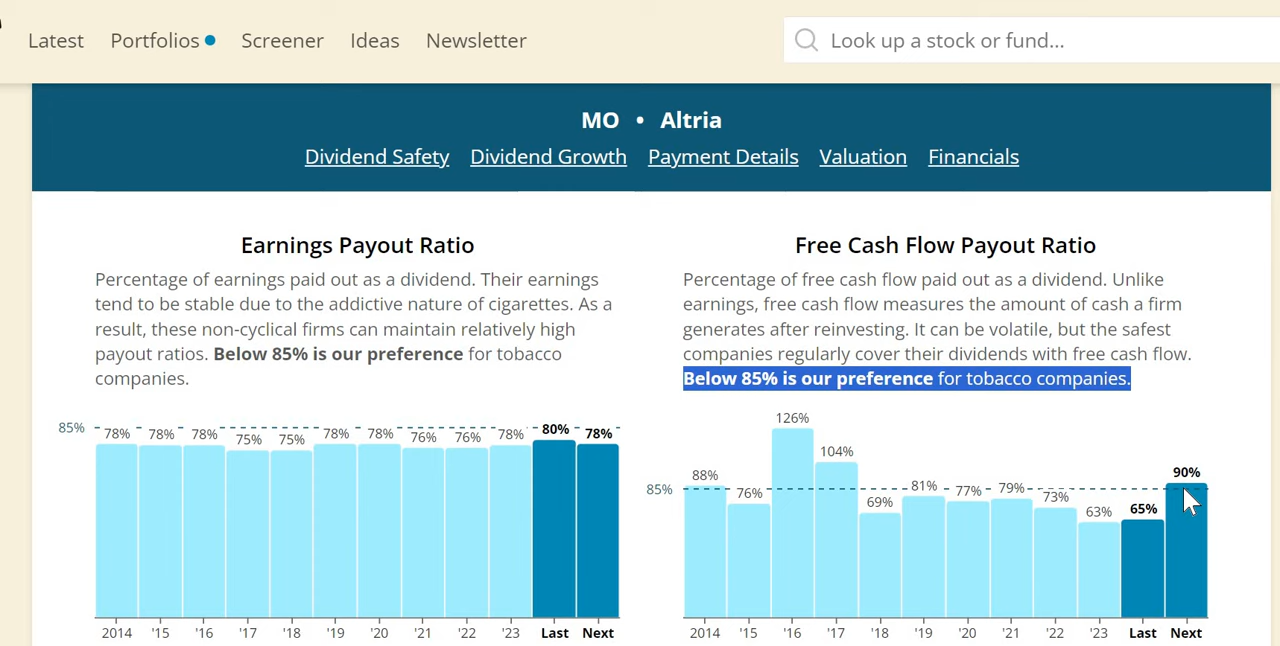 Latest Portfolios Screener Ideas Newsletter
Look up a stock or fund...
MO • Altria
Dividend Safety Dividend Growth Payment Details Valuation Financials
Earnings Payout Ratio
Percentage of earnings paid out as a dividend. Their earnings
tend to be stable due to the addictive nature of cigarettes. As a
result, these non-cyclical firms can maintain relatively high
payout ratios. Below 85% is our preference for tobacco
companies.
85%
78% 78% 78% 75% 75% 78% 78% 76% 76% 78% 80% 78%
2014 '15 '16 '17 '18 '19 '20 '21 '22 '23 Last Next
Free Cash Flow Payout Ratio
Percentage of free cash flow paid out as a dividend. Unlike
earnings, free cash flow measures the amount of cash a firm
generates after reinvesting. It can be volatile, but the safest
companies regularly cover their dividends with free cash flow.
Below 85% is our preference for tobacco companies.
85%
88% 76% 126% 104% 69% 81% 77% 79% 73% 63% 65% 90%
2014 '15 '16 '17 '18 '19 '20 '21 '22 '23 Last Next